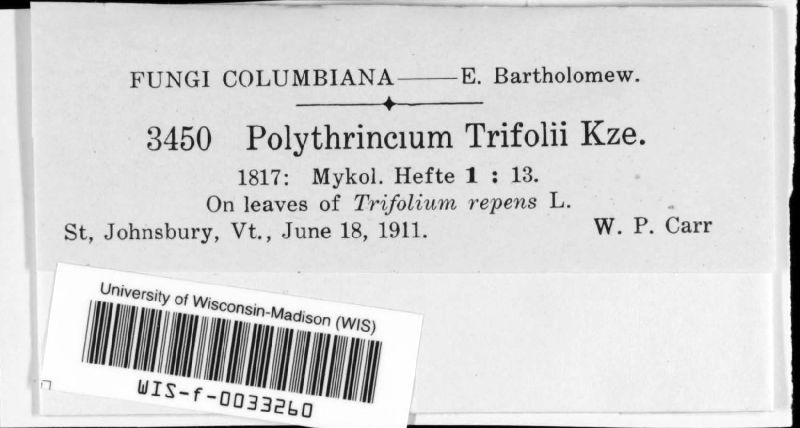 FUNGI COLUMBIANA——E. Bartholomew.
3450 Polythrincium Trifolii Kze.
1817: Mykol. Hefte 1 : 13.
On leaves of Trifolium repens L.
St, Johnsbury, Vt., June 18, 1911. W. P. Carr
University of Wisconsin-Madison (WIS)
WIS-f-0033260